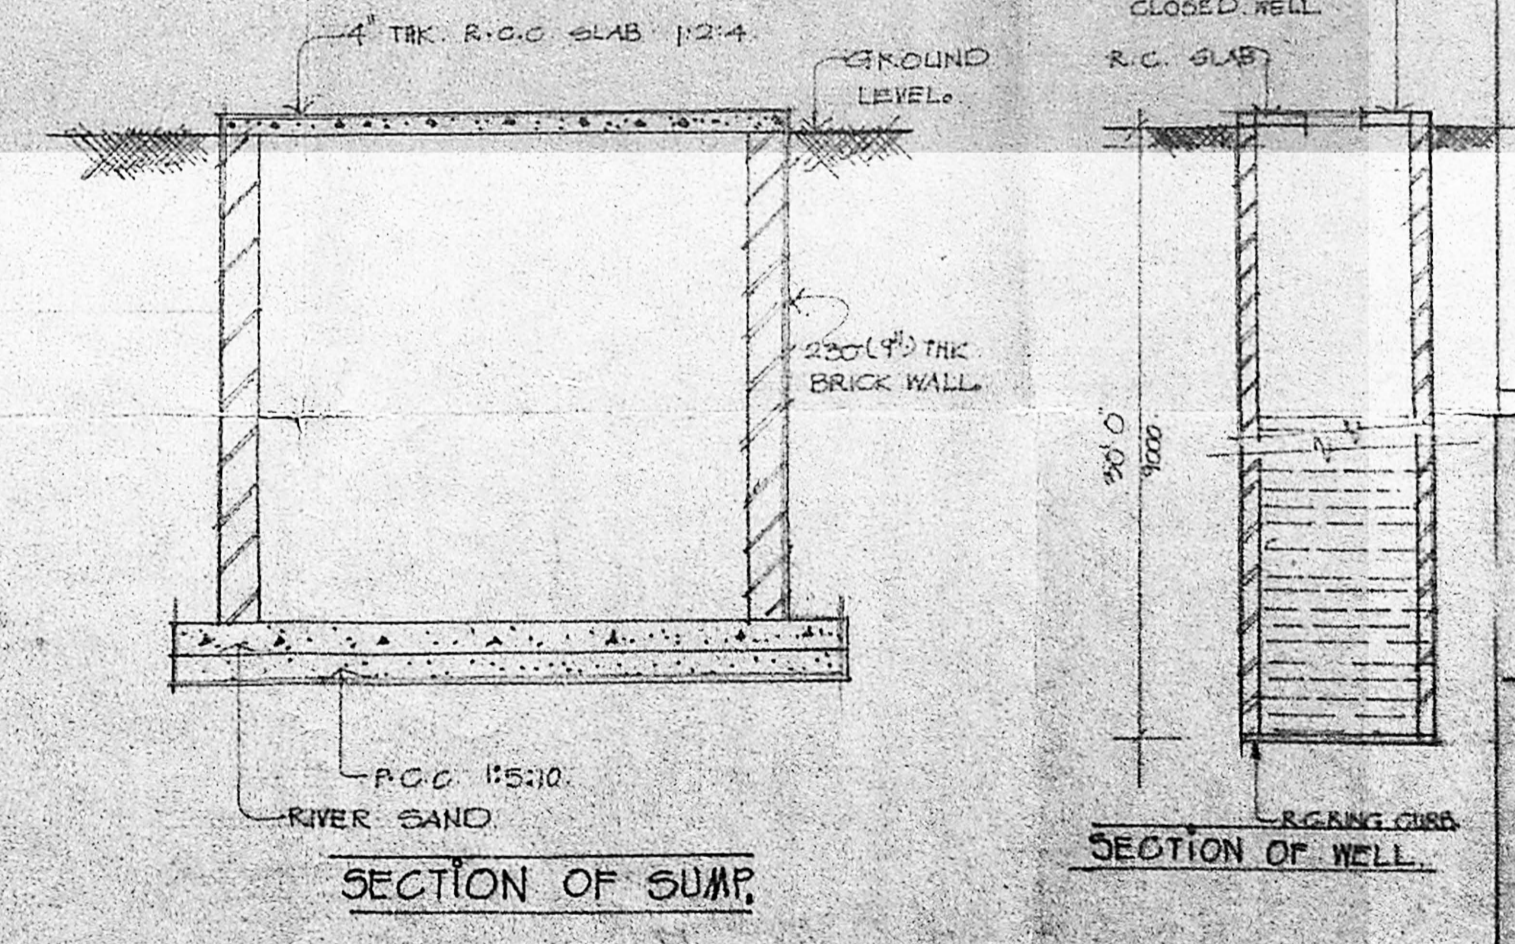 4" THK. R.C.C SLAB 1:2:4.
GROUND
LEVEL.
230(9") THK
BRICK WALL.
P.C.C. 1:5:10.
RIVER SAND
SECTION OF SUMP.
CLOSED. WELL
R.C. SLAB
30' 0"
9000
R.C.RING CURB.
SECTION OF WELL.